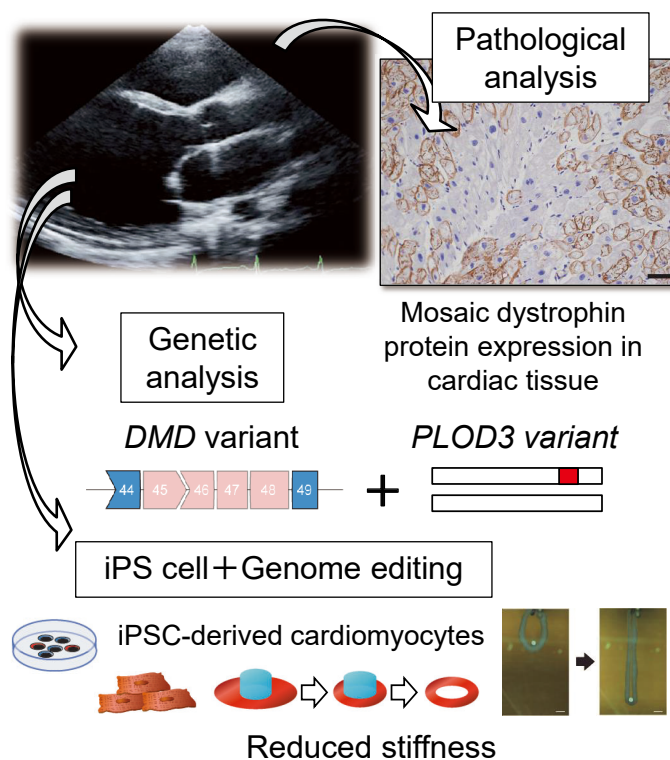 Pathological
analysis
Mosaic dystrophin
protein expression in
cardiac tissue
Genetic
analysis
DMD variant
PLOD3 variant
44 45 46 47 48 49
+
iPS cell+Genome editing
iPSC-derived cardiomyocytes
Reduced stiffness